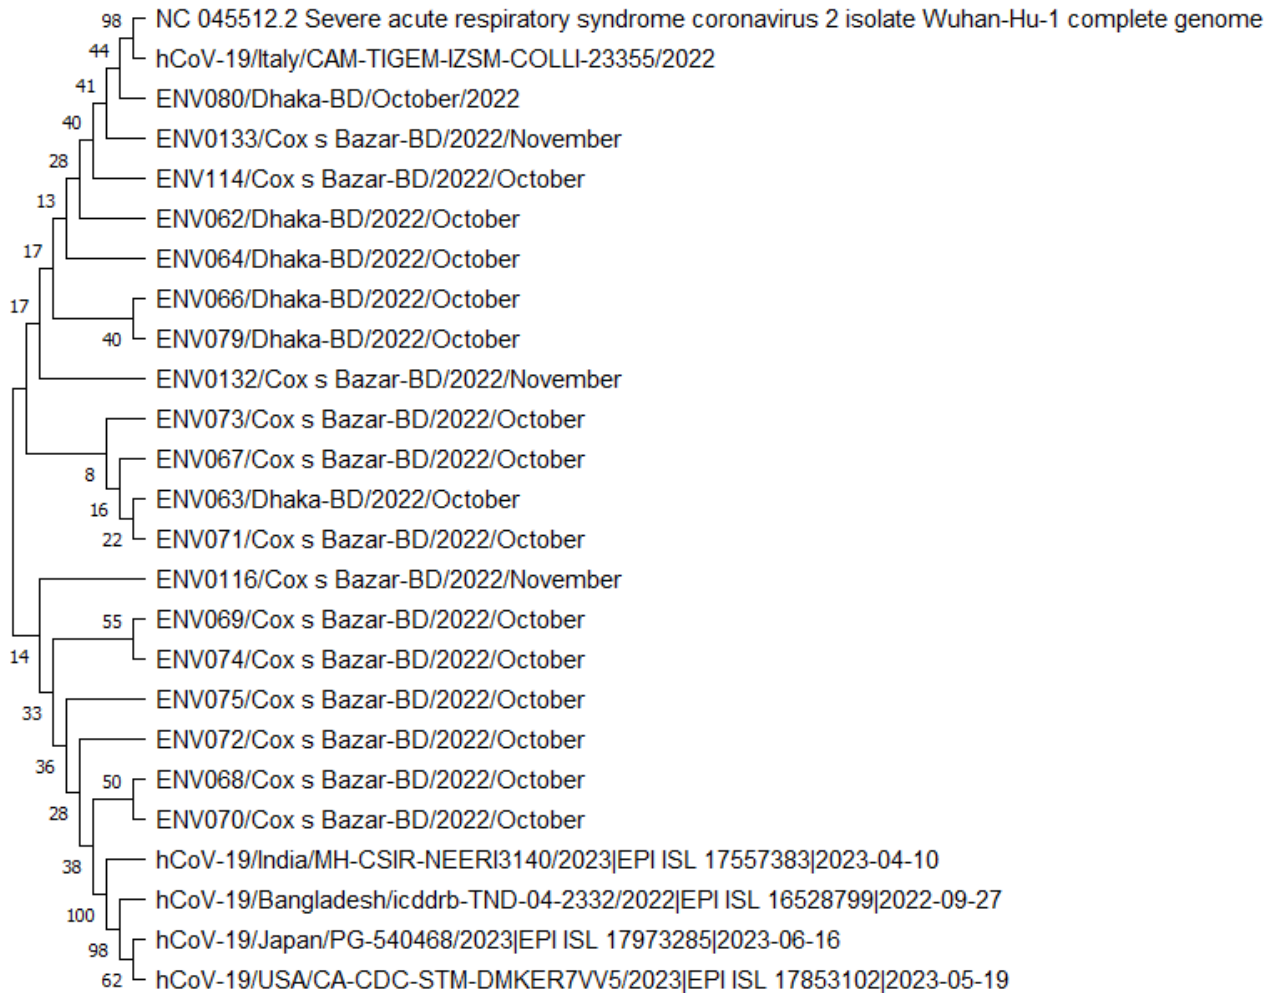 98
NC 045512.2 Severe acute respiratory syndrome coronavirus 2 isolate Wuhan-Hu-1 complete genome
44
hCoV-19/Italy/CAM-TIGEM-IZSM-COLLI-23355/2022
41
ENV080/Dhaka-BD/October/2022
40
ENV0133/Cox s Bazar-BD/2022/November
28
ENV114/Cox s Bazar-BD/2022/October
13
ENV062/Dhaka-BD/2022/October
17
ENV064/Dhaka-BD/2022/October
17
ENV066/Dhaka-BD/2022/October
40
ENV079/Dhaka-BD/2022/October
ENV0132/Cox s Bazar-BD/2022/November
ENV073/Cox s Bazar-BD/2022/October
8
ENV067/Cox s Bazar-BD/2022/October
16
ENV063/Dhaka-BD/2022/October
22
ENV071/Cox s Bazar-BD/2022/October
ENV0116/Cox s Bazar-BD/2022/November
55
ENV069/Cox s Bazar-BD/2022/October
14
ENV074/Cox s Bazar-BD/2022/October
33
ENV075/Cox s Bazar-BD/2022/October
36
ENV072/Cox s Bazar-BD/2022/October
50
ENV068/Cox s Bazar-BD/2022/October
28
ENV070/Cox s Bazar-BD/2022/October
38
hCoV-19/India/MH-CSIR-NEERI3140/2023|EPI ISL 17557383|2023-04-10
100
hCoV-19/Bangladesh/icddrb-TND-04-2332/2022|EPI ISL 16528799|2022-09-27
98
hCoV-19/Japan/PG-540468/2023|EPI ISL 17973285|2023-06-16
62
hCoV-19/USA/CA-CDC-STM-DMKER7VV5/2023|EPI ISL 17853102|2023-05-19